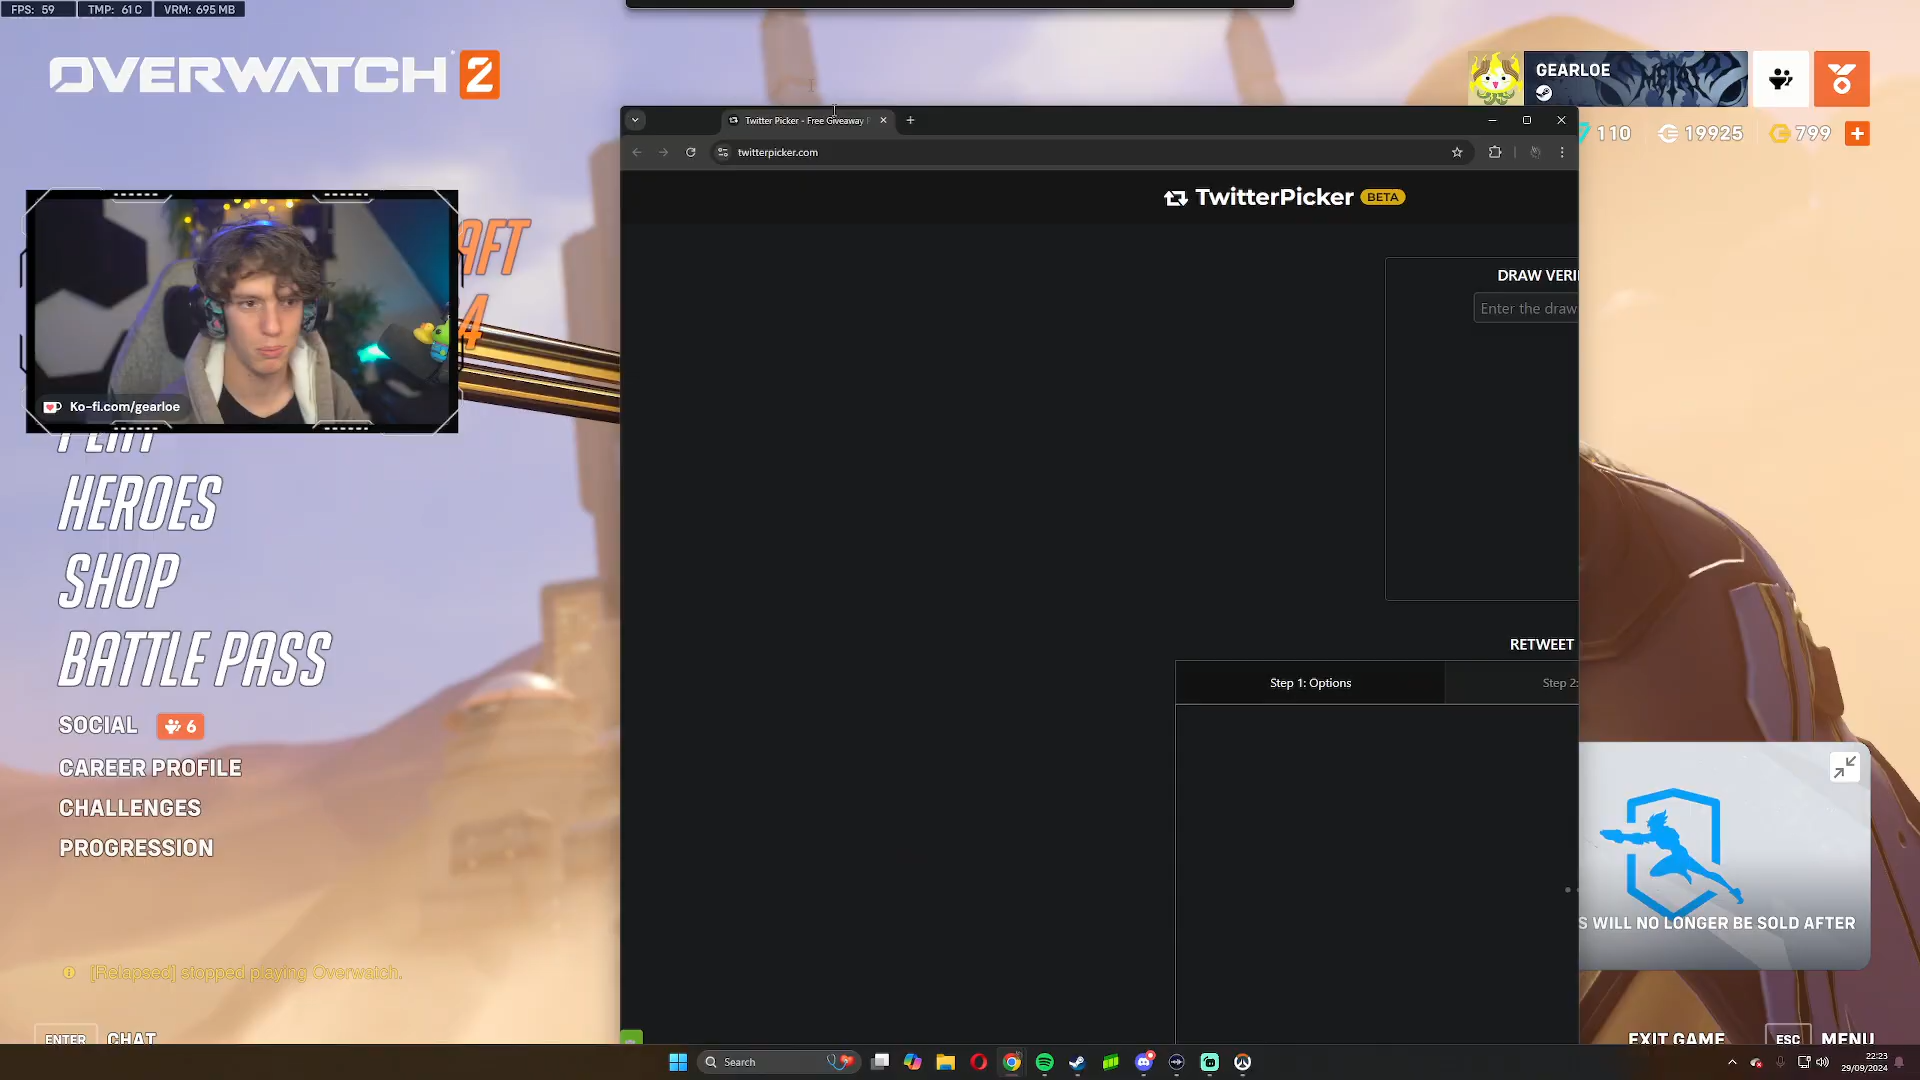 FPS: 59 TMP: 61 C VRM: 695 MB
OVERWATCH 2
GEARLOE
110 19925 799
Twitter Picker - Free Giveaway
twitterpicker.com
TwitterPicker BETA
DRAW
Enter the draw
Ko-fi.com/gearloe
PLAY
HEROES
SHOP
BATTLE PASS
SOCIAL 6
CAREER PROFILE
CHALLENGES
PROGRESSION
RETWEET
Step 1: Options
Step 2:
WILL NO LONGER BE SOLD AFTER
[Relapsed] stopped playing Overwatch.
ENTER CHAT
EXIT GAME ESC MENU
Search
22:23
29/09/2024